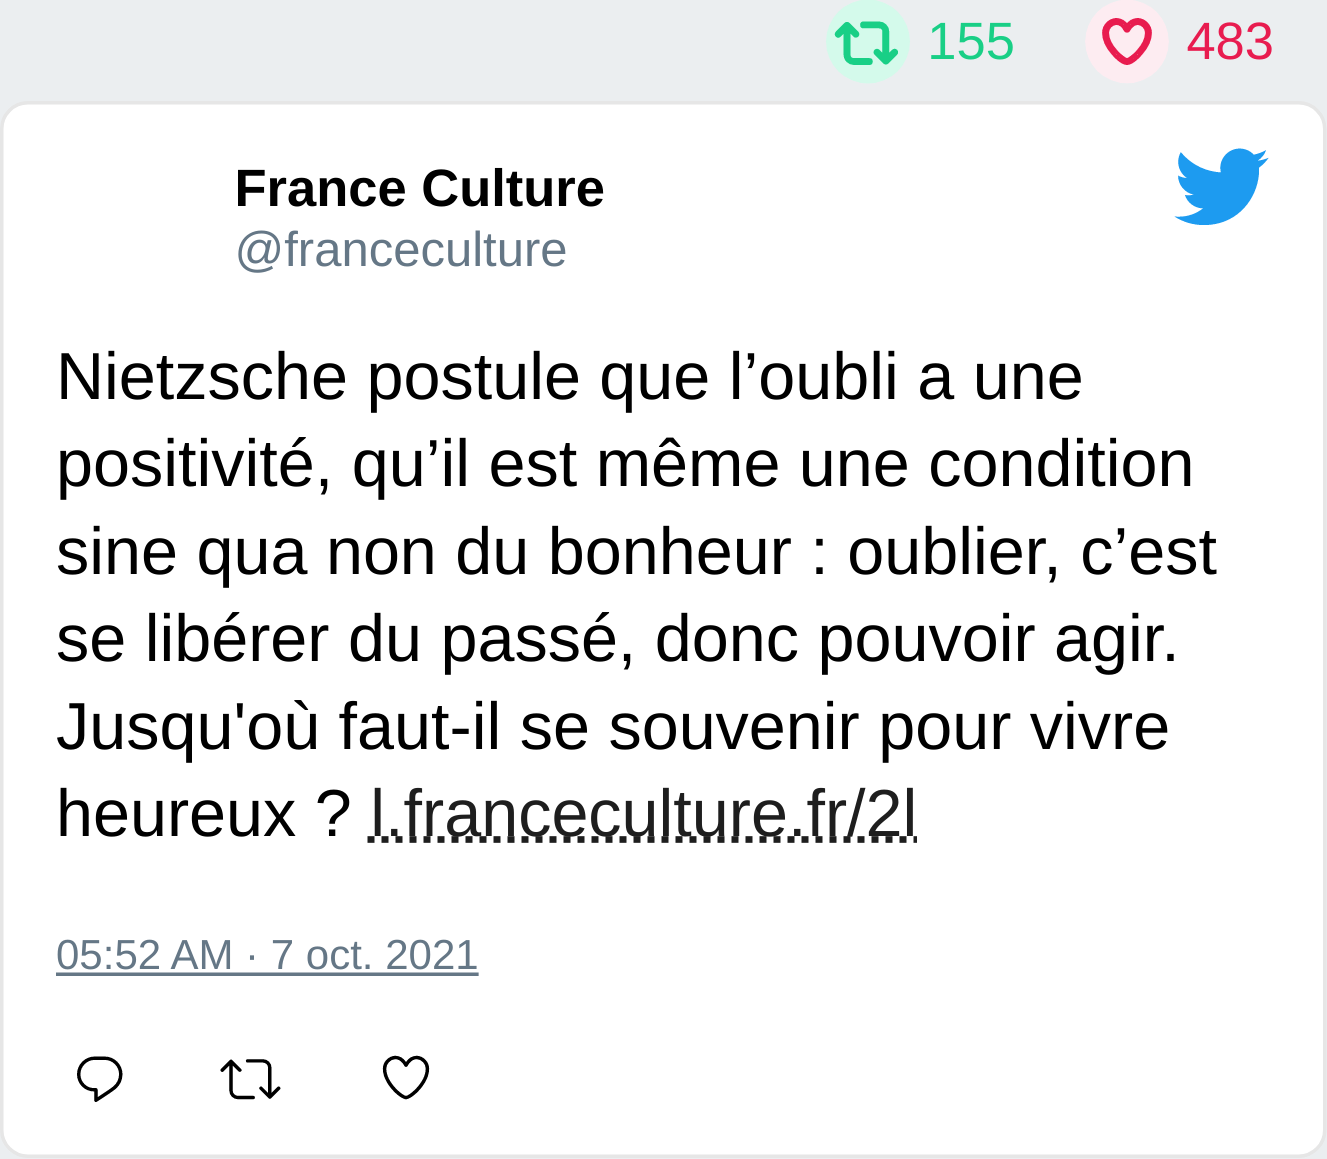 155 483
France Culture
@franceculture
Nietzsche postule que l’oubli a une
positivité, qu’il est même une condition
sine qua non du bonheur : oublier, c’est
se libérer du passé, donc pouvoir agir.
Jusqu'où faut-il se souvenir pour vivre
heureux ? l.franceculture.fr/2l
05:52 AM · 7 oct. 2021